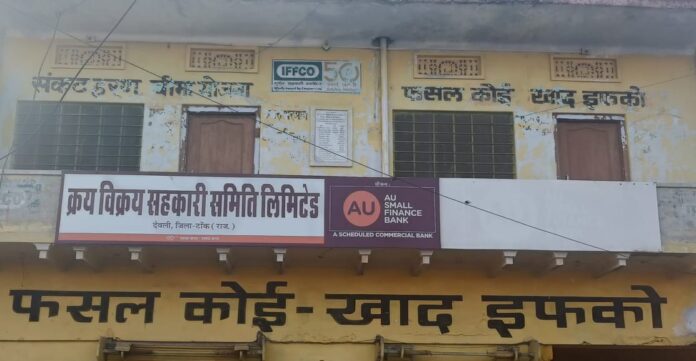 संकट हरण बीमा योजना
IFFCO 50
फसल कोई खाद इफको
क्रय विक्रय सहकारी समिति लिमिटेड
देवली, जिला-टोंक ( राज. )
AU
AU
SMALL
FINANCE
BANK
A SCHEDULED COMMERCIAL BANK
फसल कोई - खाद इफको